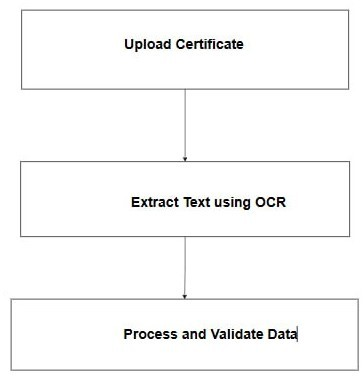 Upload Certificate
Extract Text using OCR
Process and Validate Data